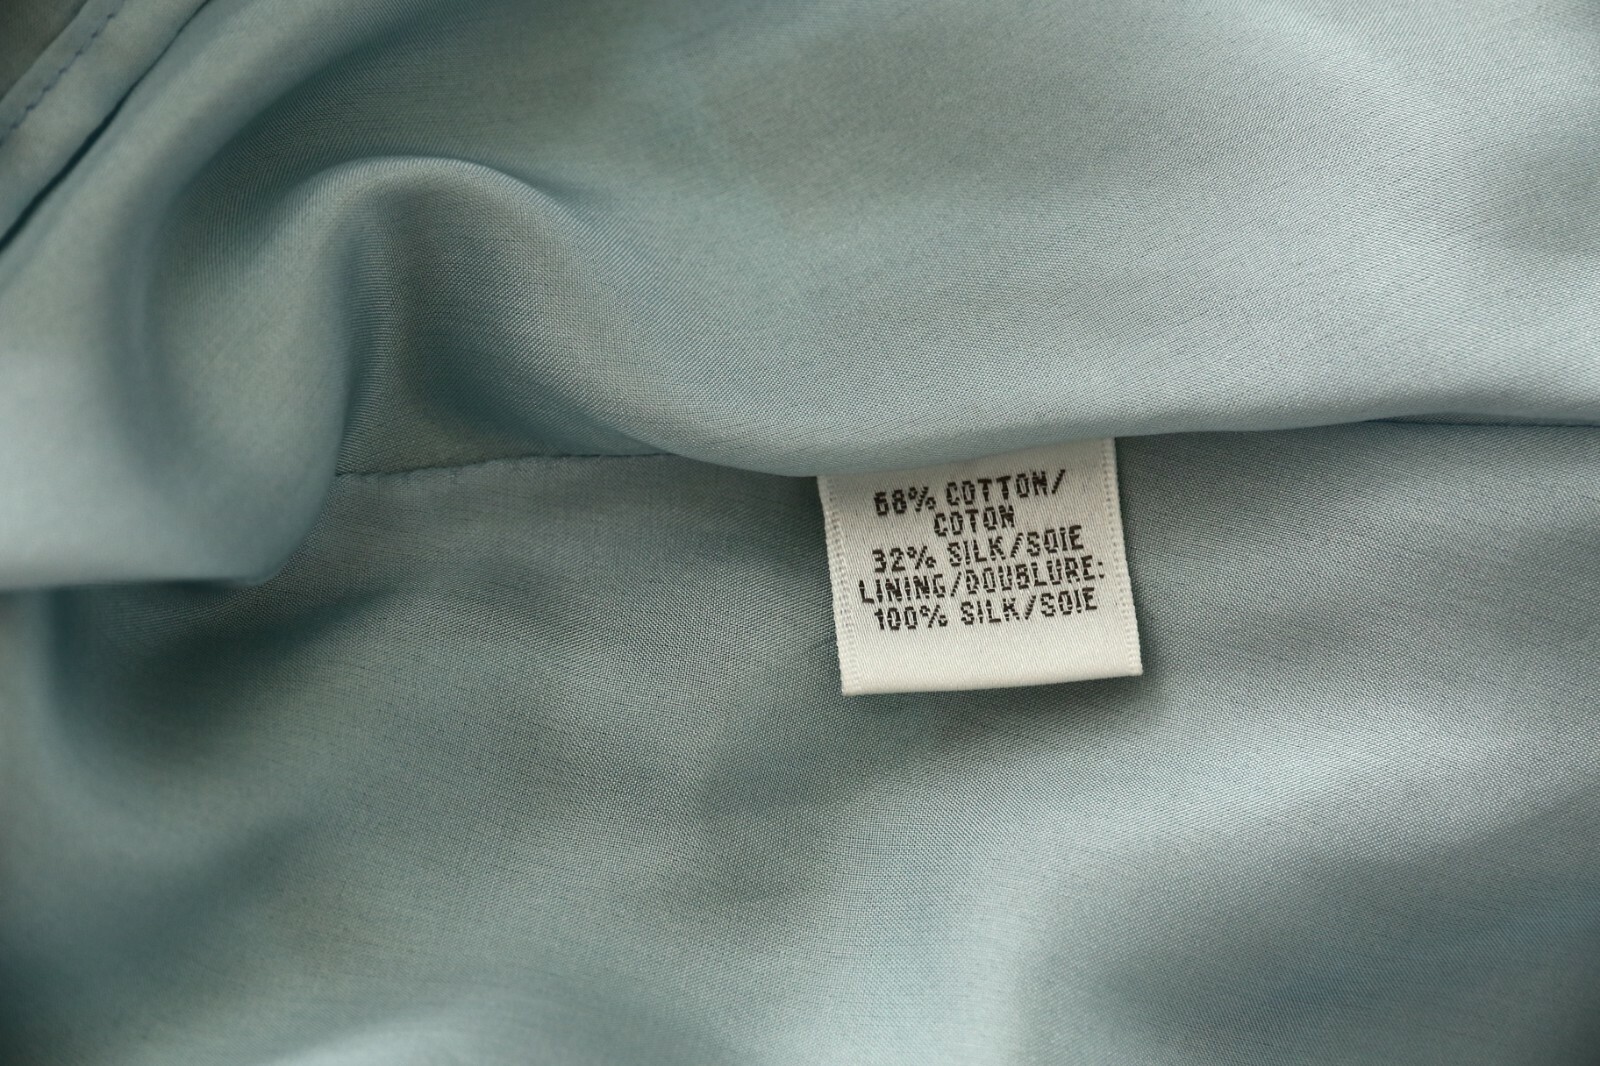 68% COTTON/
COTON
32% SILK/SOIE
LINING/DOUBLURE:
100% SILK/SOIE